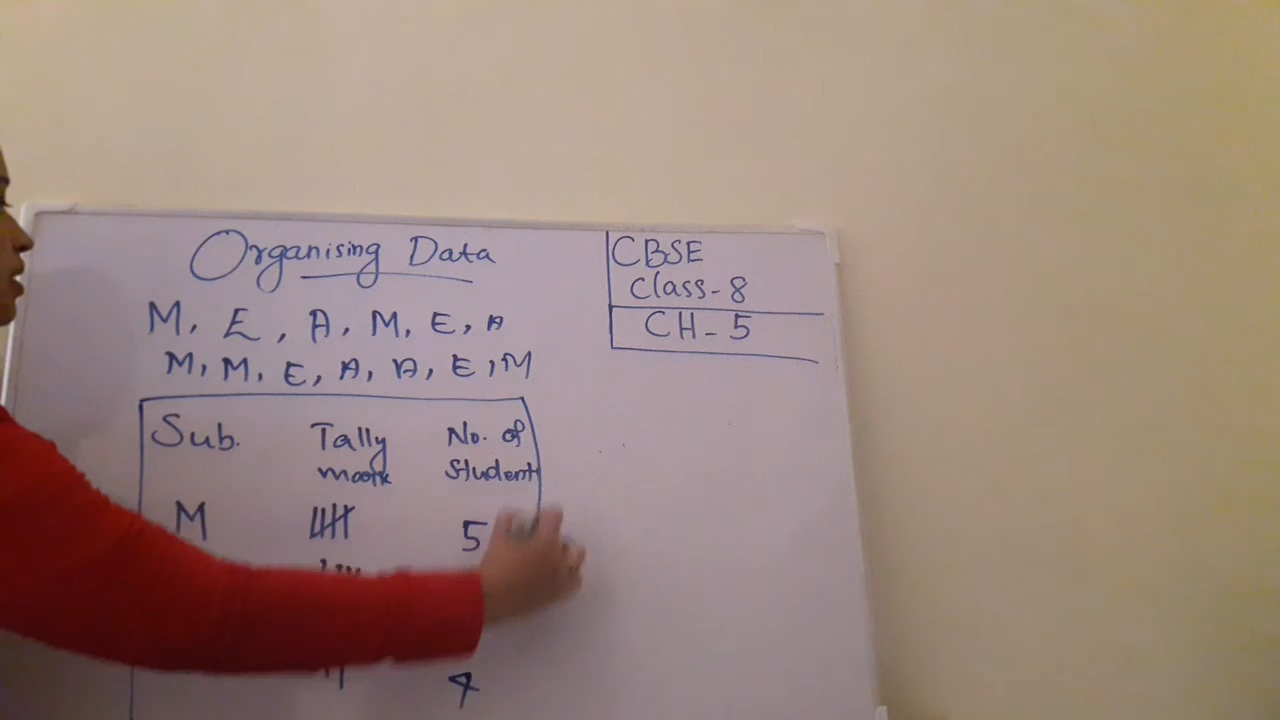 Organising Data
M, E, A, M, E, A
M, M, E, A, A, E, M
CBSE
Class-8
CH-5
Sub. Tally No. of
mark Student
M 5
4